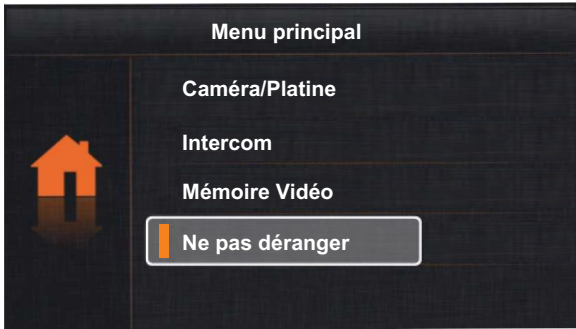 Menu principal
Caméra/Platine
Intercom
Mémoire Vidéo
Ne pas déranger